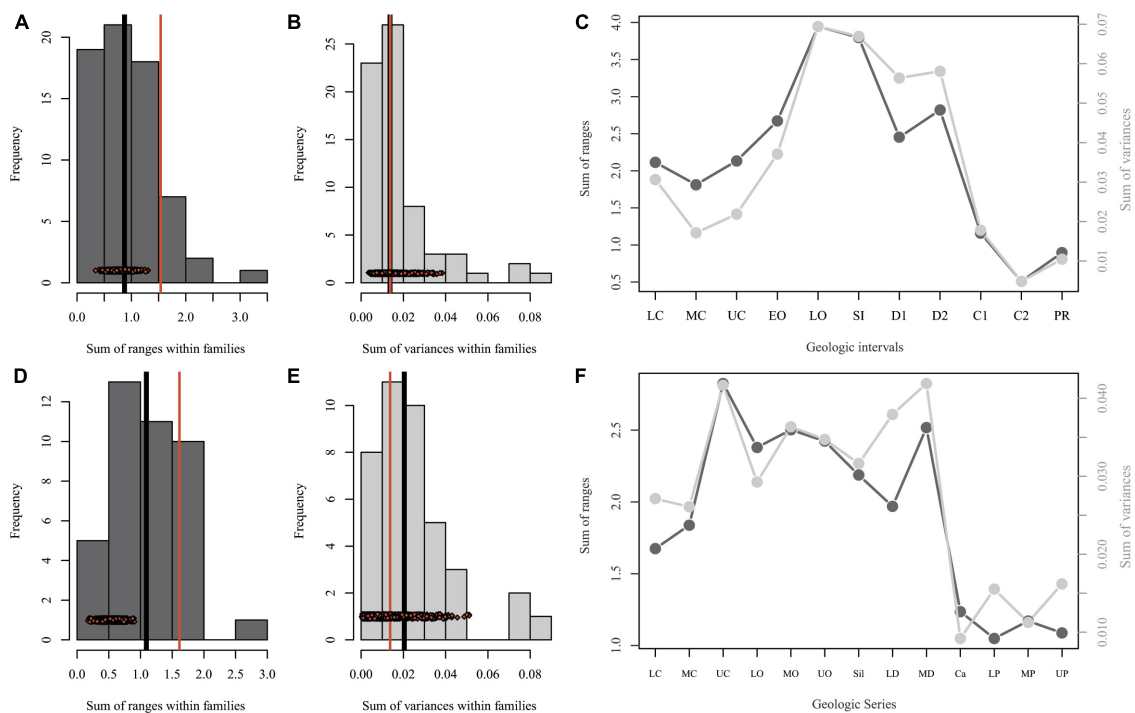 A
Frequency
0 5 10 15 20
0.0 1.0 2.0 3.0
Sum of ranges within families
B
Frequency
0 5 10 15 20 25
0.00 0.02 0.04 0.06 0.08
Sum of variances within families
C
Sum of ranges
0.5 1.0 1.5 2.0 2.5 3.0 3.5 4.0
LC MC UC EO LO SI D1 D2 C1 C2 PR
Geologic intervals
0.01 0.02 0.03 0.04 0.05 0.06 0.07
Sum of variances
D
Frequency
0 2 4 6 8 10 12
0.0 0.5 1.0 1.5 2.0 2.5 3.0
Sum of ranges within families
E
Frequency
0 2 4 6 8 10
0.00 0.02 0.04 0.06 0.08
Sum of variances within families
F
Sum of ranges
1.0 1.5 2.0 2.5
LC MC UC LO MO UO Sil LD MD Ca LP MP UP
Geologic Series
0.010 0.020 0.030 0.040
Sum of variances